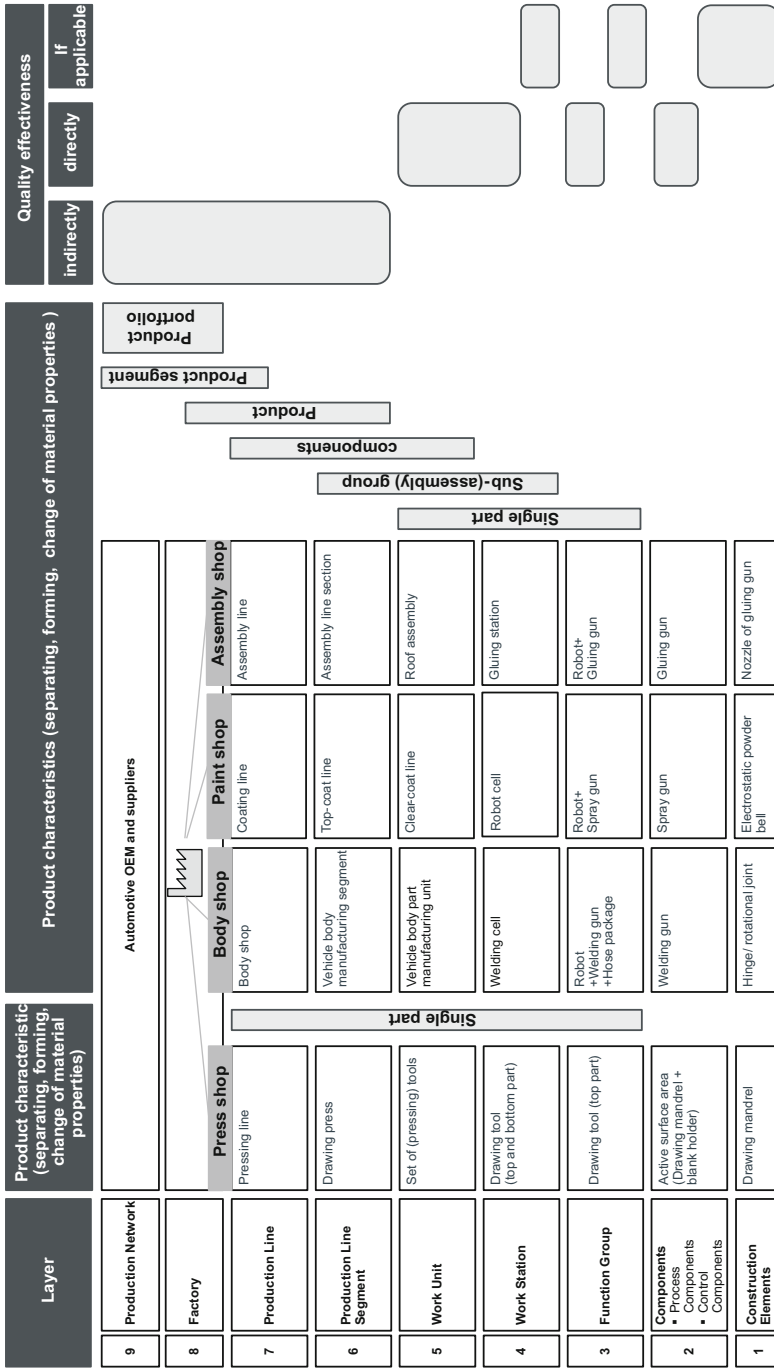 Layer
Product characteristic
(separating, forming,
change of material
properties)
Product characteristics (separating, forming, change of material properties )
Quality effectiveness
indirectly
directly
If
applicable
9
Production Network
Automotive OEM and suppliers
8
Factory
Press shop
Body shop
Paint shop
Assembly shop
7
Production Line
Pressing line
Body shop
Coating line
Assembly line
6
Production Line
Segment
Drawing press
Vehicle body
manufacturing segment
Top-coat line
Assembly line section
5
Work Unit
Set of (pressing) tools
Vehicle body part
manufacturing unit
Clear-coat line
Roof assembly
4
Work Station
Drawing tool
(top and bottom part)
Welding cell
Robot cell
Gluing station
3
Function Group
Drawing tool (top part)
Robot
+Welding gun
+Hose package
Robot+
Spray gun
Robot+
Gluing gun
2
Components
▪ Process
Components
▪ Control
Components
Active surface area
(Drawing mandrel +
blank holder)
Welding gun
Spray gun
Gluing gun
1
Construction
Elements
Drawing mandrel
Hinge/ rotational joint
Electrostatic powder
bell
Nozzle of gluing gun
Single part
Single part
Sub-(assembly) group
components
Product
Product segment
Product
portfolio